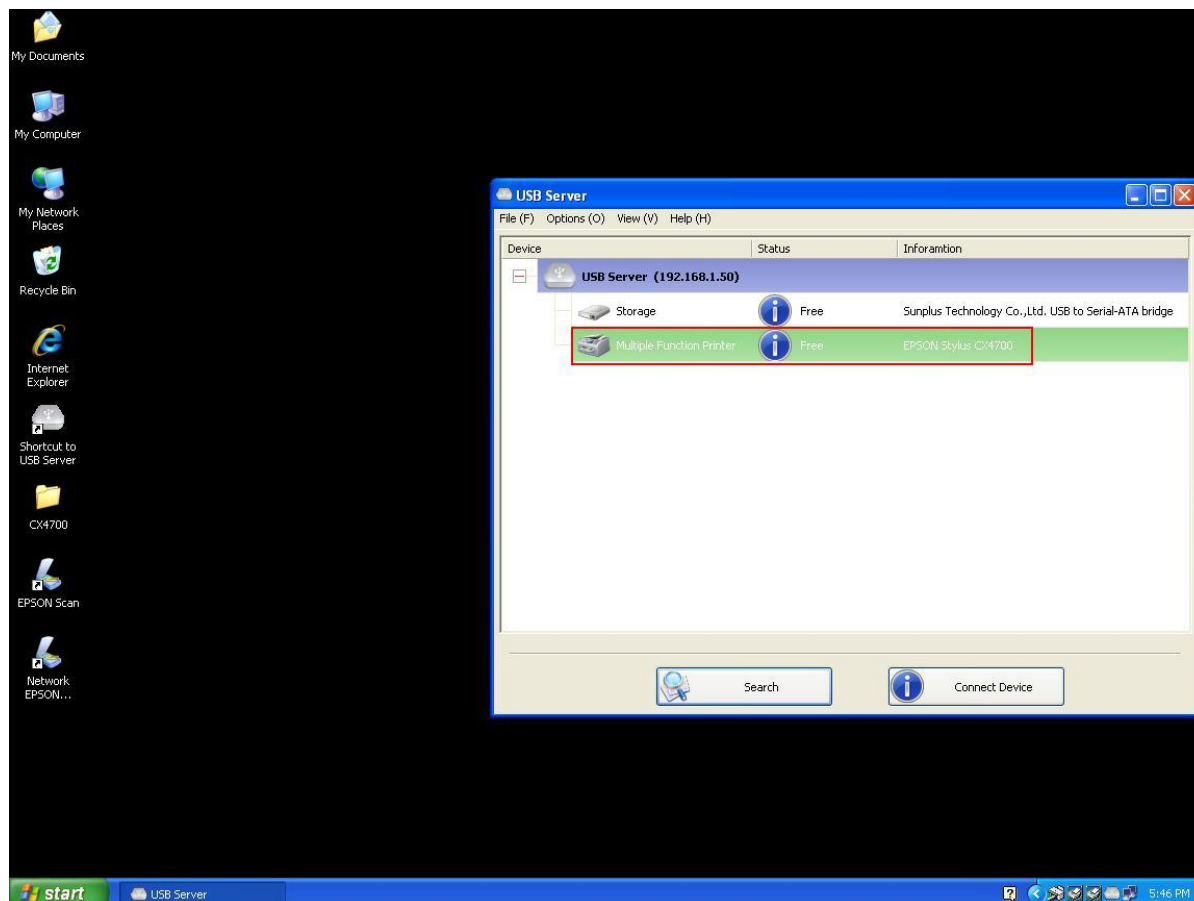 My Documents
My Computer
My Network
Places
Recycle Bin
Internet
Explorer
Shortcut to
USB Server
CX4700
EPSON Scan
Network
EPSON...
USB Server
File (F) Options (O) View (V) Help (H)
Device Status Inforamtion
USB Server (192.168.1.50)
Storage Free Sunplus Technology Co.,Ltd. USB to Serial-ATA bridge
Multiple Function Printer Free EPSON Stylus CX4700
Search Connect Device
start USB Server 5:46 PM